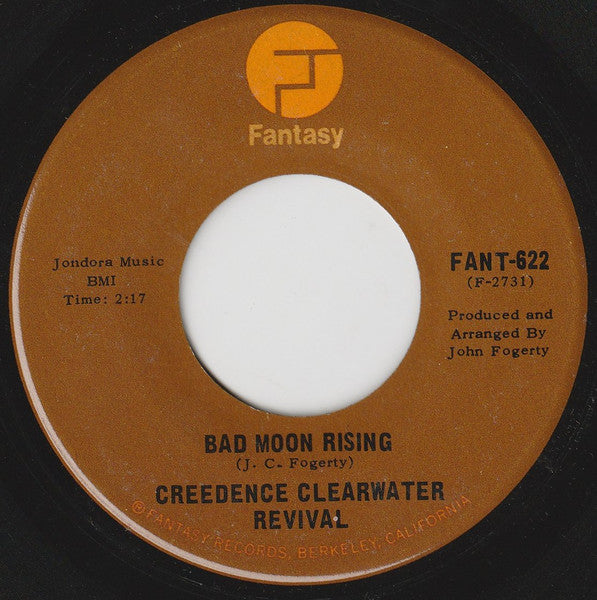 Fantasy
Jondora Music
BMI
Time: 2:17
FANT-622
(F-2731)
Produced and
Arranged By
John Fogerty
BAD MOON RISING
(J. C. Fogerty)
CREEDENCE CLEARWATER
REVIVAL
℗ FANTASY RECORDS, BERKELEY, CALIFORNIA